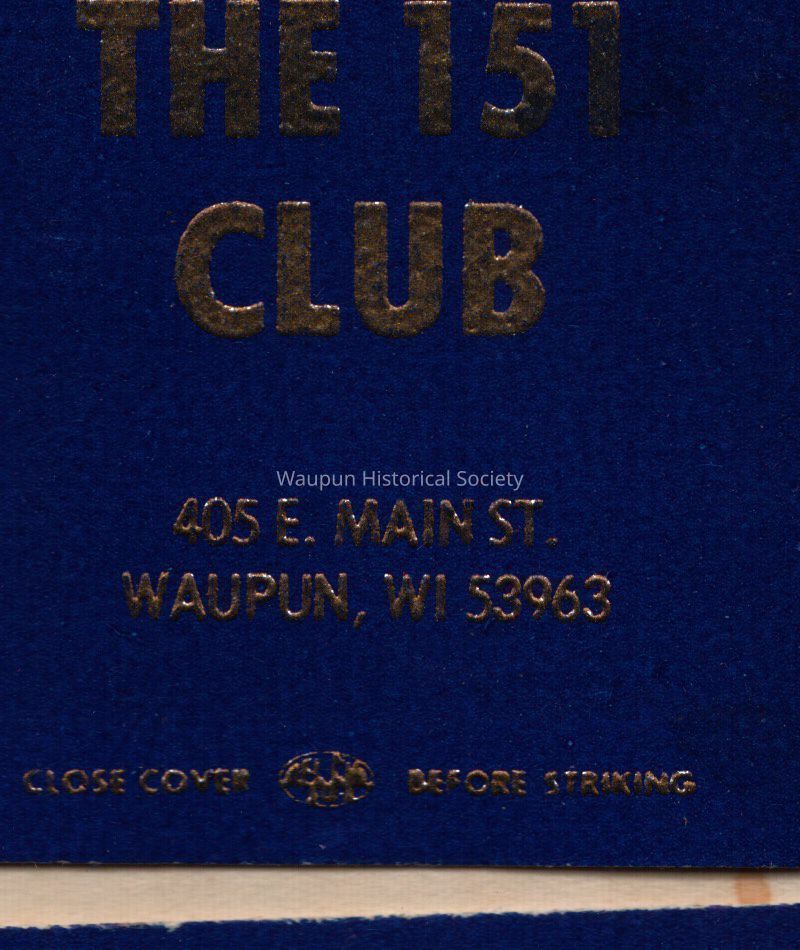 THE 151
CLUB
Waupun Historical Society
405 E. MAIN ST.
WAUPUN, WI 53963
CLOSE COVER BEFORE STRIKING